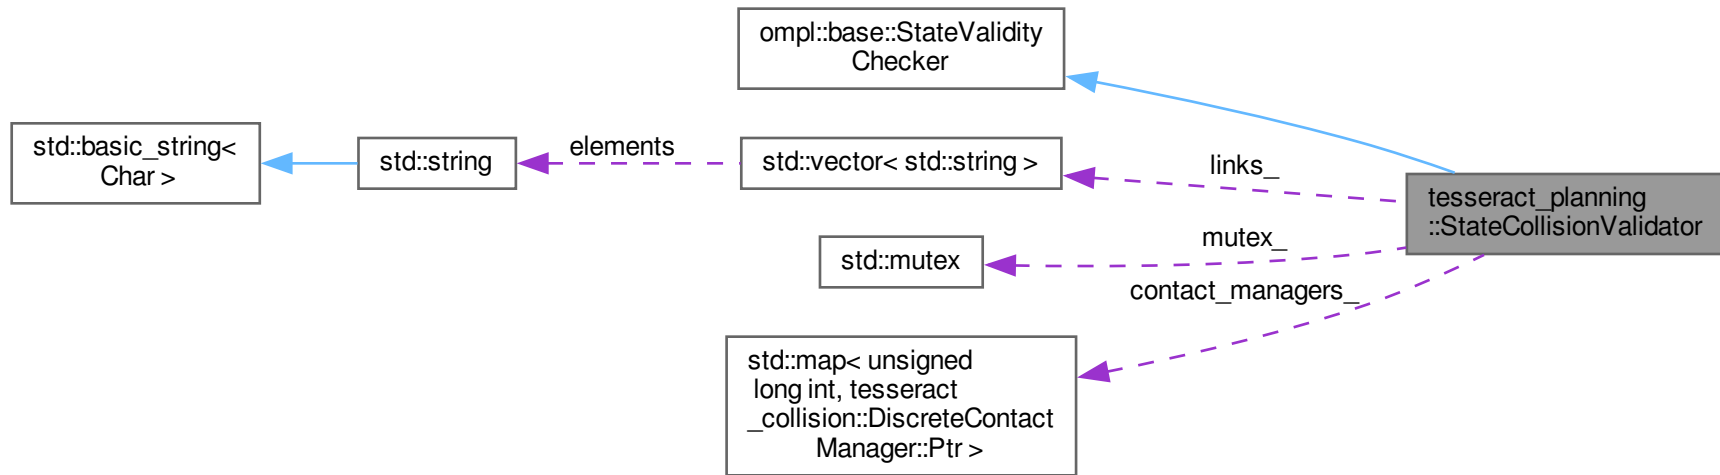 ompl::base::StateValidity
Checker
std::basic_string<
Char >
std::string
elements
std::vector< std::string >
links_
tesseract_planning
::StateCollisionValidator
mutex_
std::mutex
contact_managers_
std::map< unsigned
long int, tesseract
_collision::DiscreteContact
Manager::Ptr >